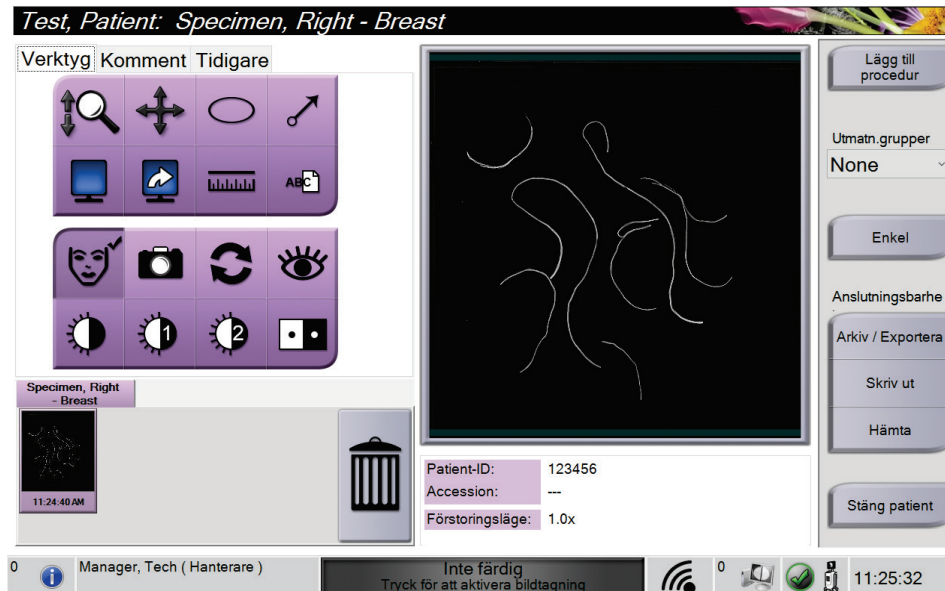 Test, Patient: Specimen, Right - Breast
Verktyg Komment Tidigare
ABC
1
2
Specimen, Right
- Breast
11:24:40 AM
Patient-ID: 123456
Accession: ---
Förstoringsläge: 1.0x
Lägg till
procedur
Utmatn.grupper
None
Enkel
Anslutningsbarhe
Arkiv / Exportera
Skriv ut
Hämta
Stäng patient
0
Manager, Tech ( Hanterare )
Inte färdig
Tryck för att aktivera bildtagning
0
11:25:32